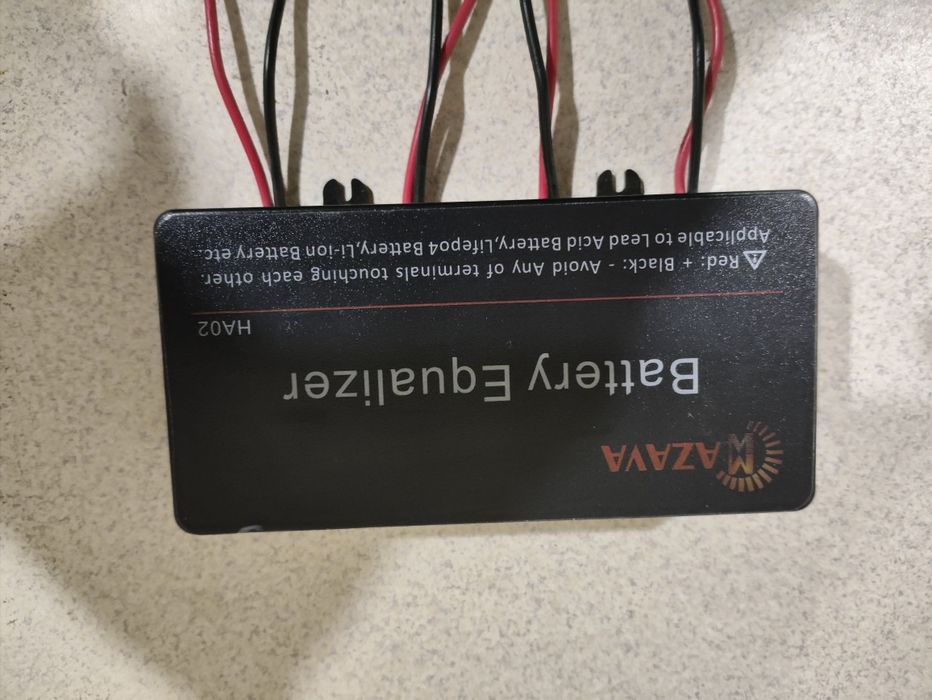 MAZAVA
Battery Equalizer
HA02
Red: + Black: - Avoid Any of terminals touching each other.
Applicable to Lead Acid Battery,Lifepo4 Battery,Li-ion Battery etc.